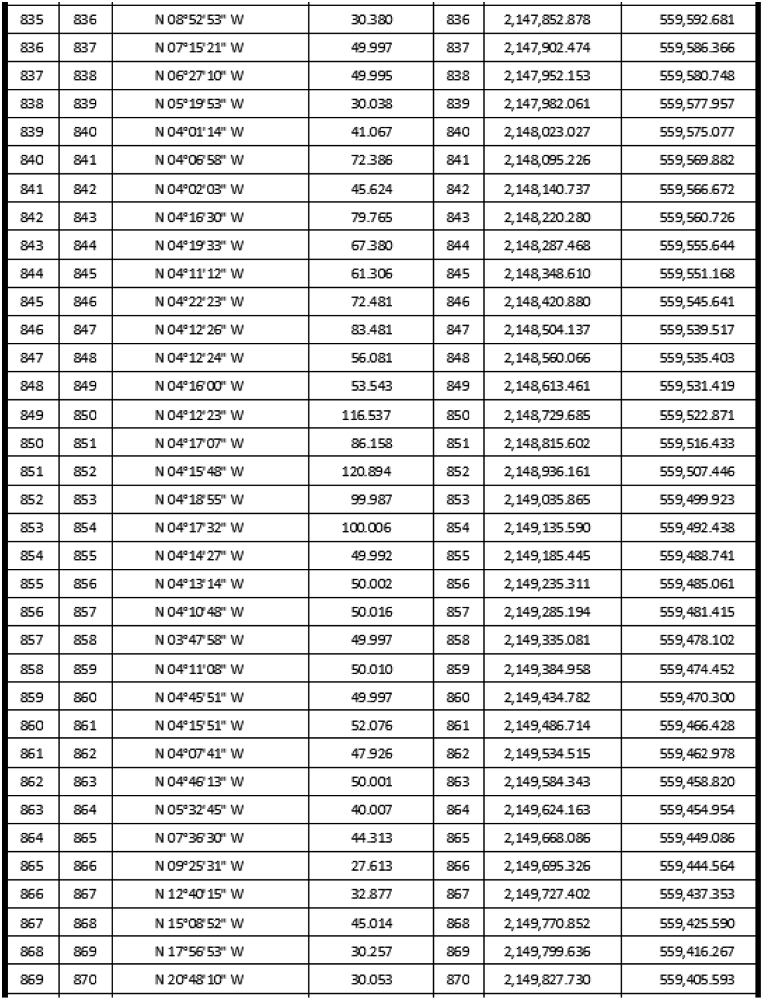 835 836 N 08°52'53" W 30.380 836 2,147,852.878 559,592.681
836 837 N 07°15'21" W 49.997 837 2,147,902.474 559,586.366
837 838 N 06°27'10" W 49.995 838 2,147,952.153 559,580.748
838 839 N 05°19'53" W 30.038 839 2,147,982.061 559,577.957
839 840 N 04°01'14" W 41.067 840 2,148,023.027 559,575.077
840 841 N 04°06'58" W 72.386 841 2,148,095.226 559,569.882
841 842 N 04°02'03" W 45.624 842 2,148,140.737 559,566.672
842 843 N 04°16'30" W 79.765 843 2,148,220.280 559,560.726
843 844 N 04°19'33" W 67.380 844 2,148,287.468 559,555.644
844 845 N 04°11'12" W 61.306 845 2,148,348.610 559,551.168
845 846 N 04°22'23" W 72.481 846 2,148,420.880 559,545.641
846 847 N 04°12'26" W 83.481 847 2,148,504.137 559,539.517
847 848 N 04°12'24" W 56.081 848 2,148,560.066 559,535.403
848 849 N 04°16'00" W 53.543 849 2,148,613.461 559,531.419
849 850 N 04°12'23" W 116.537 850 2,148,729.685 559,522.871
850 851 N 04°17'07" W 86.158 851 2,148,815.602 559,516.433
851 852 N 04°15'48" W 120.894 852 2,148,936.161 559,507.446
852 853 N 04°18'55" W 99.987 853 2,149,035.865 559,499.923
853 854 N 04°17'32" W 100.006 854 2,149,135.590 559,492.438
854 855 N 04°14'27" W 49.992 855 2,149,185.445 559,488.741
855 856 N 04°13'14" W 50.002 856 2,149,235.311 559,485.061
856 857 N 04°10'48" W 50.016 857 2,149,285.194 559,481.415
857 858 N 03°47'58" W 49.997 858 2,149,335.081 559,478.102
858 859 N 04°11'08" W 50.010 859 2,149,384.958 559,474.452
859 860 N 04°45'51" W 49.997 860 2,149,434.782 559,470.300
860 861 N 04°15'51" W 52.076 861 2,149,486.714 559,466.428
861 862 N 04°07'41" W 47.926 862 2,149,534.515 559,462.978
862 863 N 04°46'13" W 50.001 863 2,149,584.343 559,458.820
863 864 N 05°32'45" W 40.007 864 2,149,624.163 559,454.954
864 865 N 07°36'30" W 44.313 865 2,149,668.086 559,449.086
865 866 N 09°25'31" W 27.613 866 2,149,695.326 559,444.564
866 867 N 12°40'15" W 32.877 867 2,149,727.402 559,437.353
867 868 N 15°08'52" W 45.014 868 2,149,770.852 559,425.590
868 869 N 17°56'53" W 30.257 869 2,149,799.636 559,416.267
869 870 N 20°48'10" W 30.053 870 2,149,827.730 559,405.593